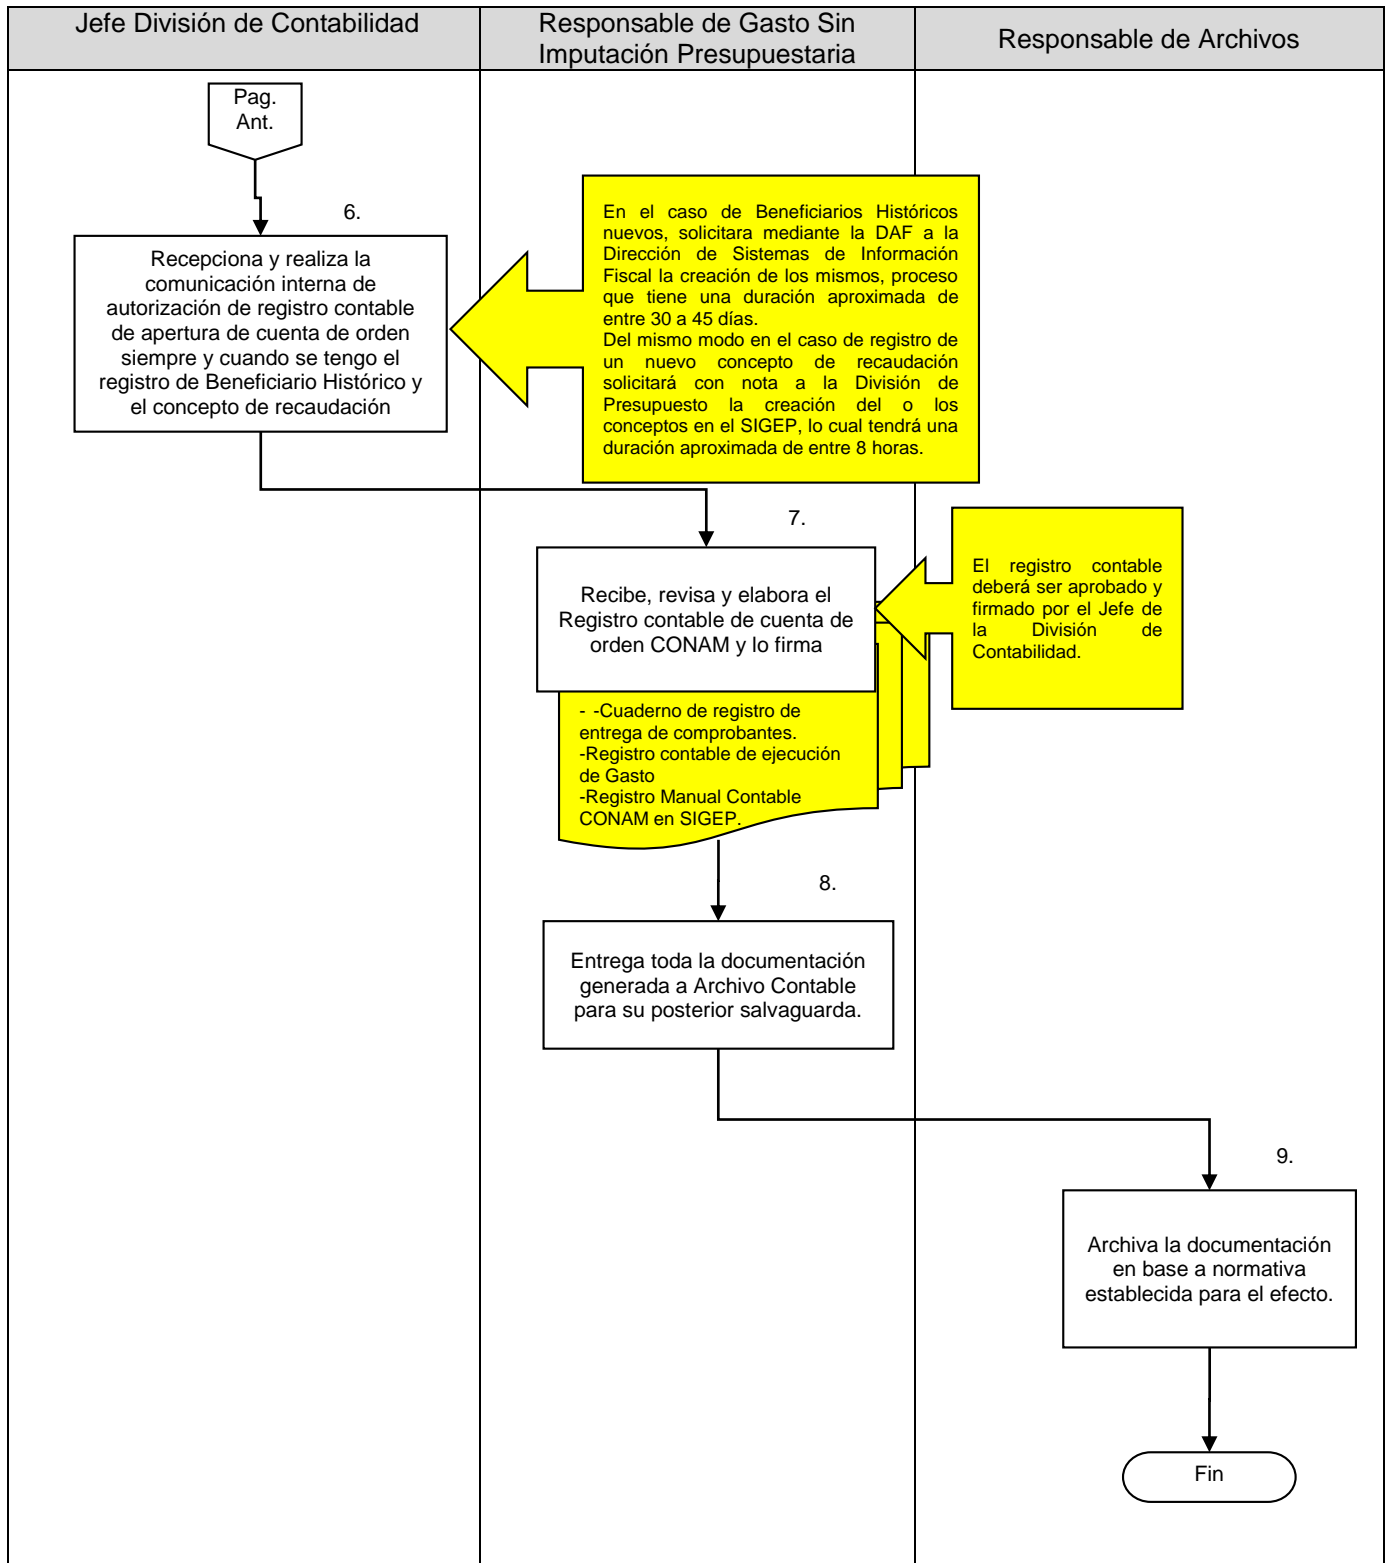 Jefe División de Contabilidad
Responsable de Gasto Sin
Imputación Presupuestaria
Responsable de Archivos
Pag.
Ant.
6.
Recepciona y realiza la
comunicación interna de
autorización de registro contable
de apertura de cuenta de orden
siempre y cuando se tengo el
registro de Beneficiario Histórico y
el concepto de recaudación
En el caso de Beneficiarios Históricos
nuevos, solicitara mediante la DAF a la
Dirección de Sistemas de Información
Fiscal la creación de los mismos, proceso
que tiene una duración aproximada de
entre 30 a 45 días.
Del mismo modo en el caso de registro de
un nuevo concepto de recaudación
solicitará con nota a la División de
Presupuesto la creación del o los
conceptos en el SIGEP, lo cual tendrá una
duración aproximada de entre 8 horas.
7.
Recibe, revisa y elabora el
Registro contable de cuenta de
orden CONAM y lo firma
El registro contable
deberá ser aprobado y
firmado por el Jefe de
la División de
Contabilidad.
- -Cuaderno de registro de
entrega de comprobantes.
-Registro contable de ejecución
de Gasto
-Registro Manual Contable
CONAM en SIGEP.
8.
Entrega toda la documentación
generada a Archivo Contable
para su posterior salvaguarda.
9.
Archiva la documentación
en base a normativa
establecida para el efecto.
Fin